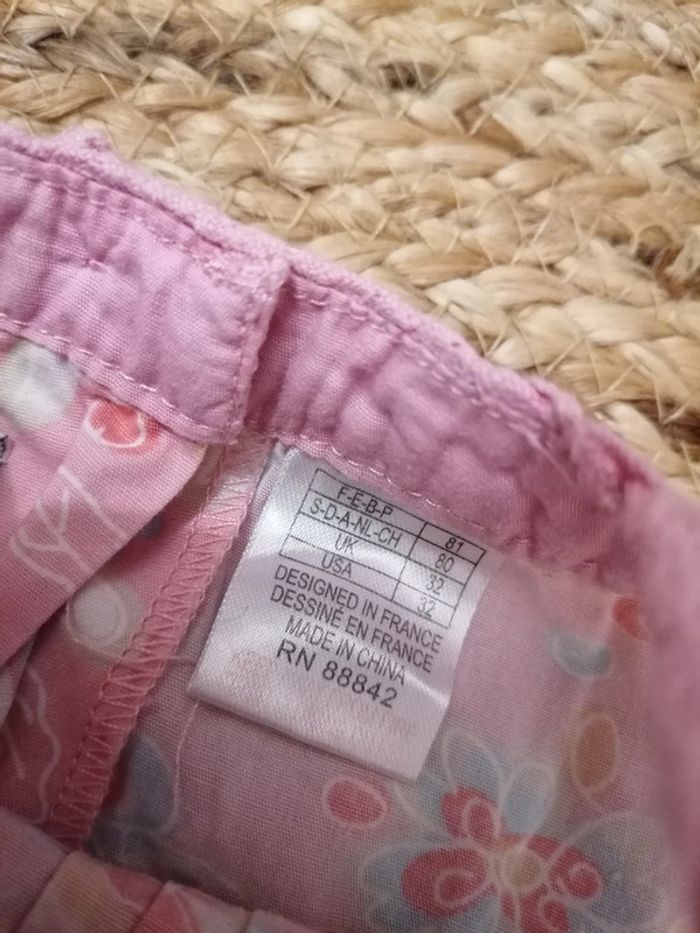 F-E-B-P 81
S-D-A-NL-CH 80
UK 32
USA 32
DESIGNED IN FRANCE
DESSINÉ EN FRANCE
MADE IN CHINA
RN 88842